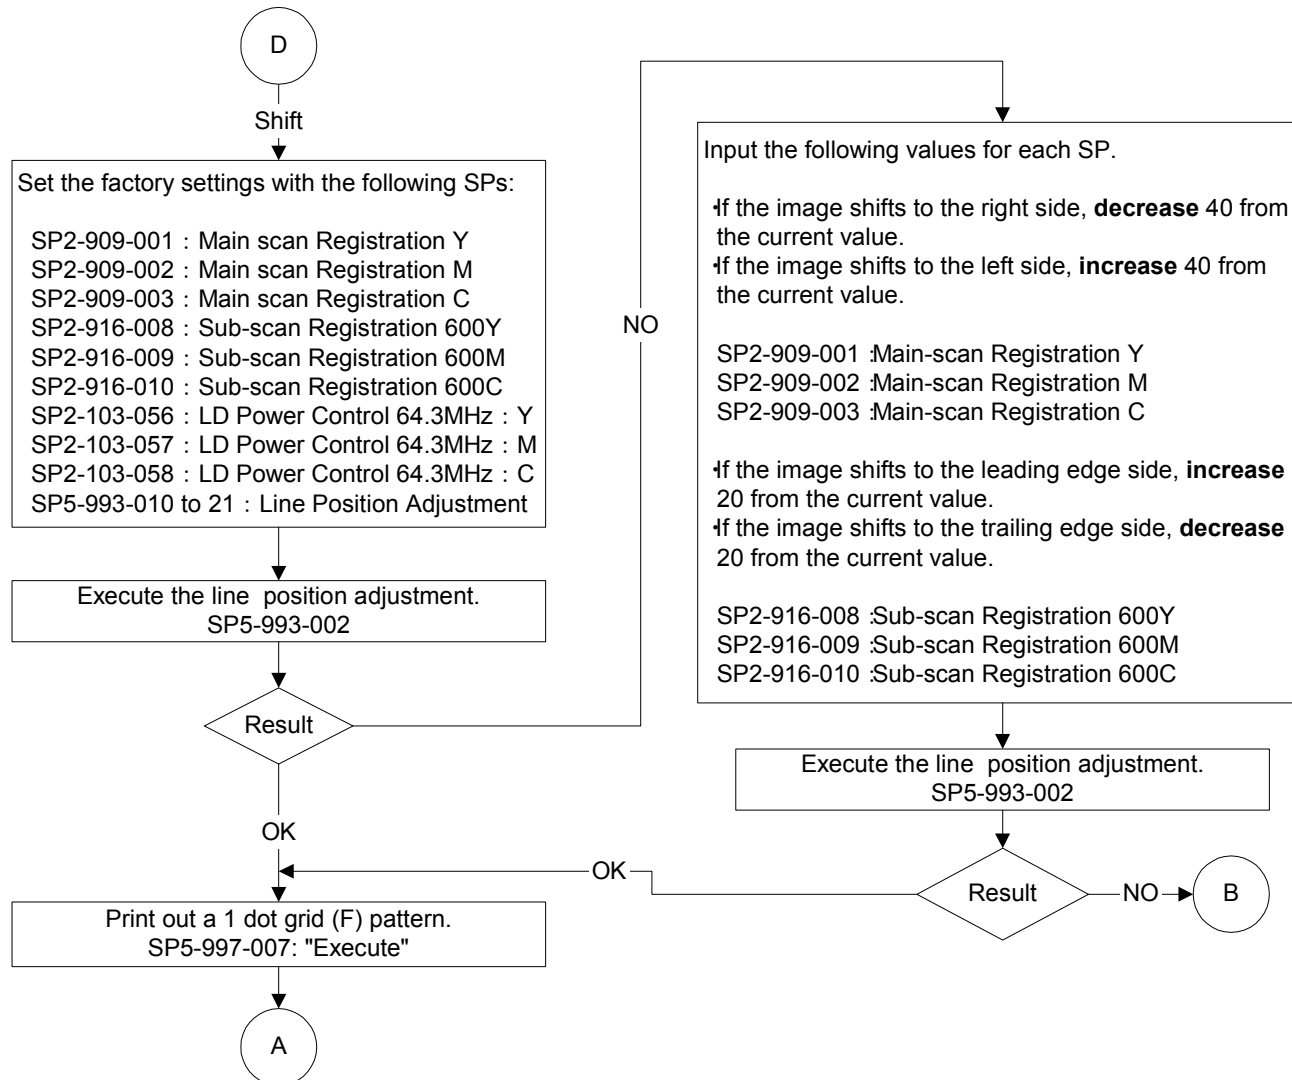 D
Shift
Set the factory settings with the following SPs:
SP2-909-001 : Main scan Registration Y
SP2-909-002 : Main scan Registration M
SP2-909-003 : Main scan Registration C
SP2-916-008 : Sub-scan Registration 600Y
SP2-916-009 : Sub-scan Registration 600M
SP2-916-010 : Sub-scan Registration 600C
SP2-103-056 : LD Power Control 64.3MHz : Y
SP2-103-057 : LD Power Control 64.3MHz : M
SP2-103-058 : LD Power Control 64.3MHz : C
SP5-993-010 to 21 : Line Position Adjustment
Execute the line position adjustment.
SP5-993-002
Result
OK
Print out a 1 dot grid (F) pattern.
SP5-997-007: "Execute"
A
NO
Input the following values for each SP.
·If the image shifts to the right side, decrease 40 from
the current value.
·If the image shifts to the left side, increase 40 from
the current value.
SP2-909-001 :Main-scan Registration Y
SP2-909-002 :Main-scan Registration M
SP2-909-003 :Main-scan Registration C
·If the image shifts to the leading edge side, increase
20 from the current value.
·If the image shifts to the trailing edge side, decrease
20 from the current value.
SP2-916-008 :Sub-scan Registration 600Y
SP2-916-009 :Sub-scan Registration 600M
SP2-916-010 :Sub-scan Registration 600C
Execute the line position adjustment.
SP5-993-002
Result
NO
B
OK